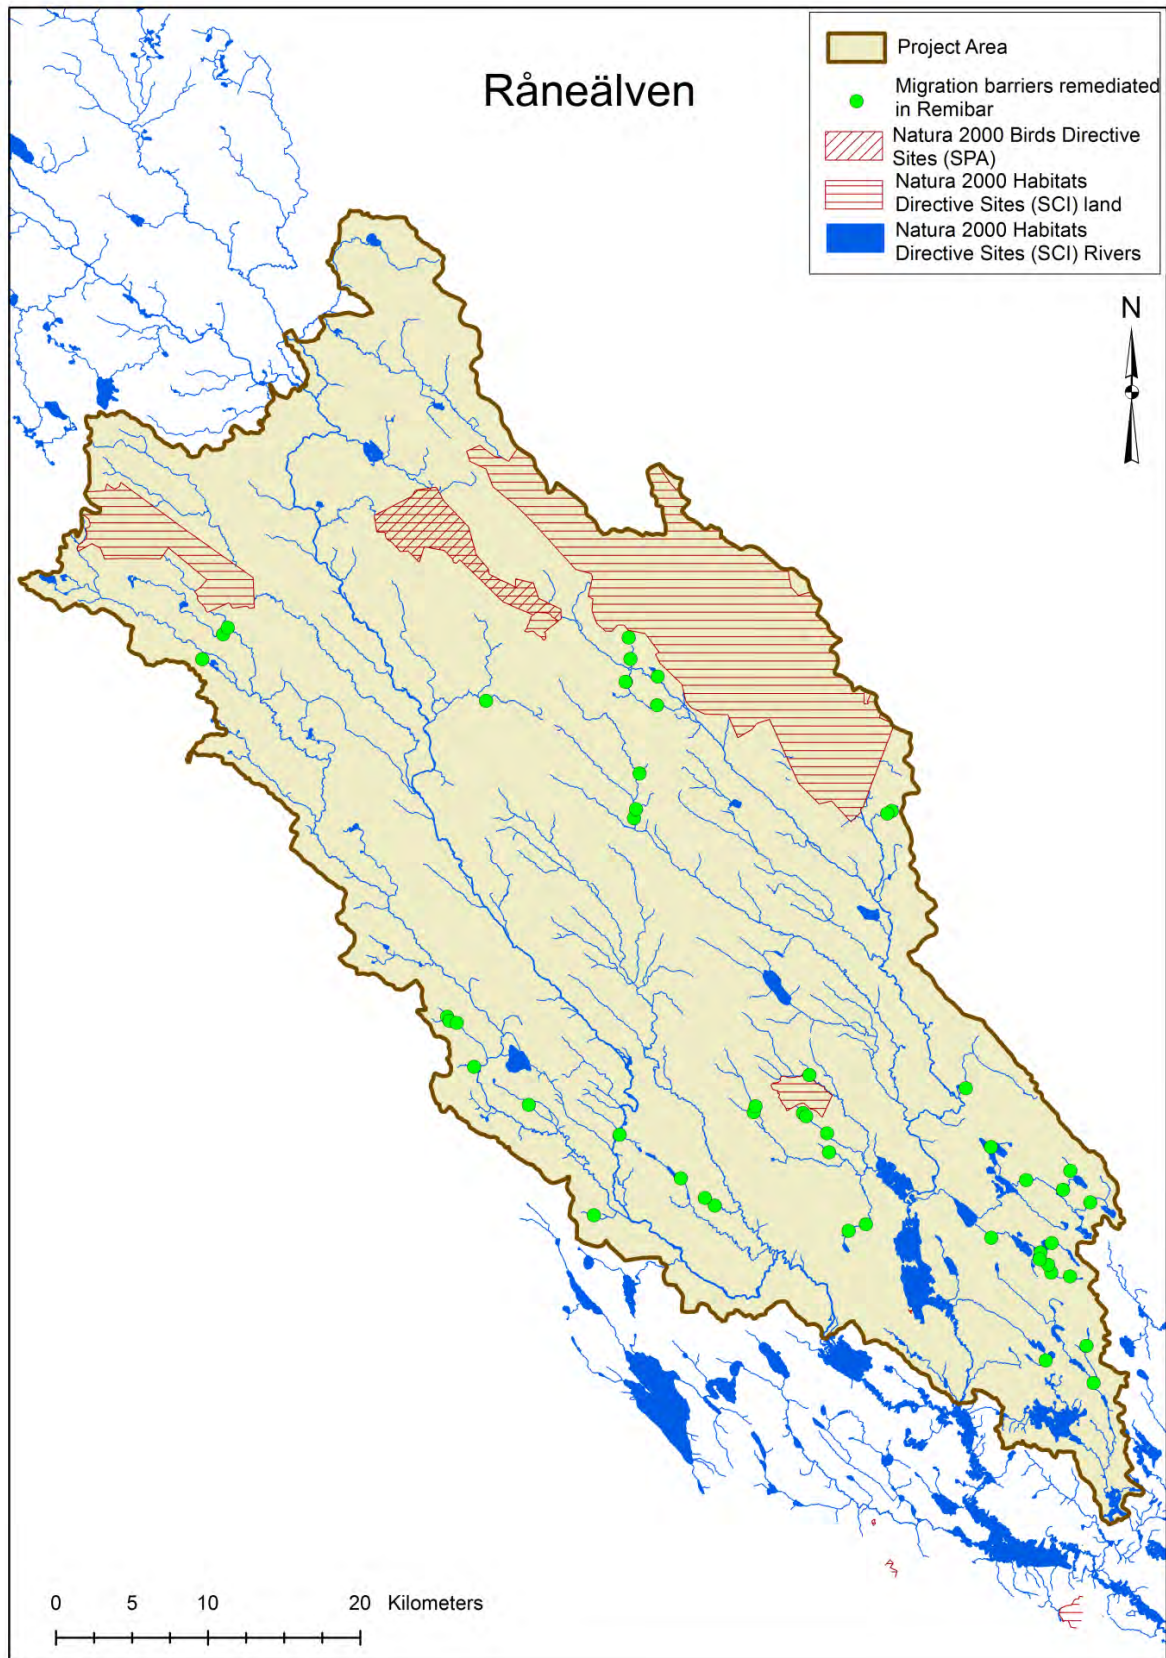 Råneälven
Project Area
Migration barriers remediated
in Remibar
Natura 2000 Birds Directive
Sites (SPA)
Natura 2000 Habitats
Directive Sites (SCI) land
Natura 2000 Habitats
Directive Sites (SCI) Rivers
N
0 5 10 20 Kilometers